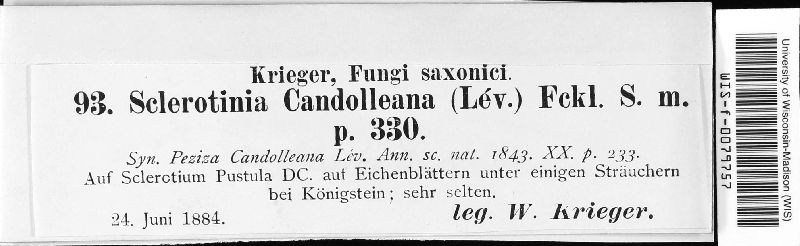 Krieger, Fungi saxonici.
93. Sclerotinia Candolleana (Lév.) Fckl. S. m.
p. 330.
Syn. Peziza Candolleana Lév. Ann. sc. nat. 1843. XX. p. 233.
Auf Sclerotium Pustula DC. auf Eichenblättern unter einigen Sträuchern
bei Königstein; sehr selten.
24. Juni 1884.
leg. W. Krieger.
WIS-f-0079757
University of Wisconsin-Madison (WIS)